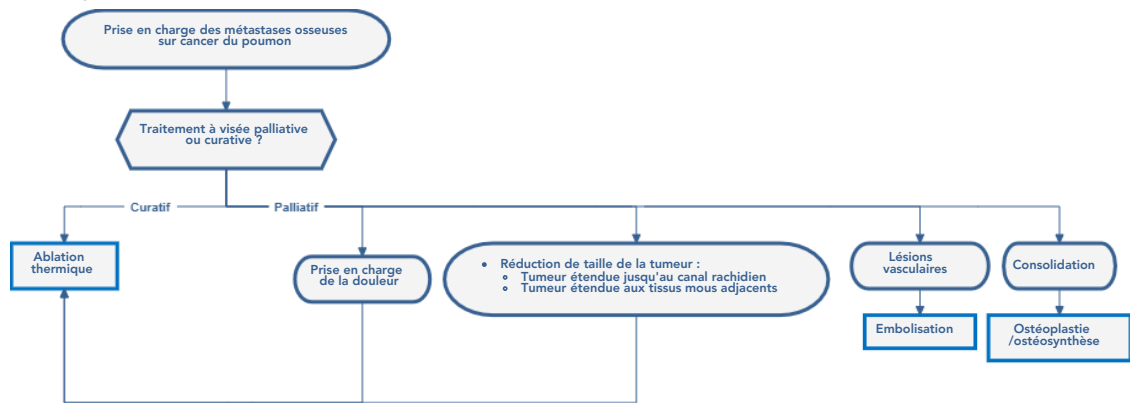 Prise en charge des métastases osseuses
sur cancer du poumon
Traitement à visée palliative
ou curative ?
Curatif
Palliatif
Ablation
thermique
Prise en charge
de la douleur
• Réduction de taille de la tumeur :
∘ Tumeur étendue jusqu'au canal rachidien
∘ Tumeur étendue aux tissus mous adjacents
Lésions
vasculaires
Consolidation
Embolisation
Ostéoplastie
/ostéosynthèse